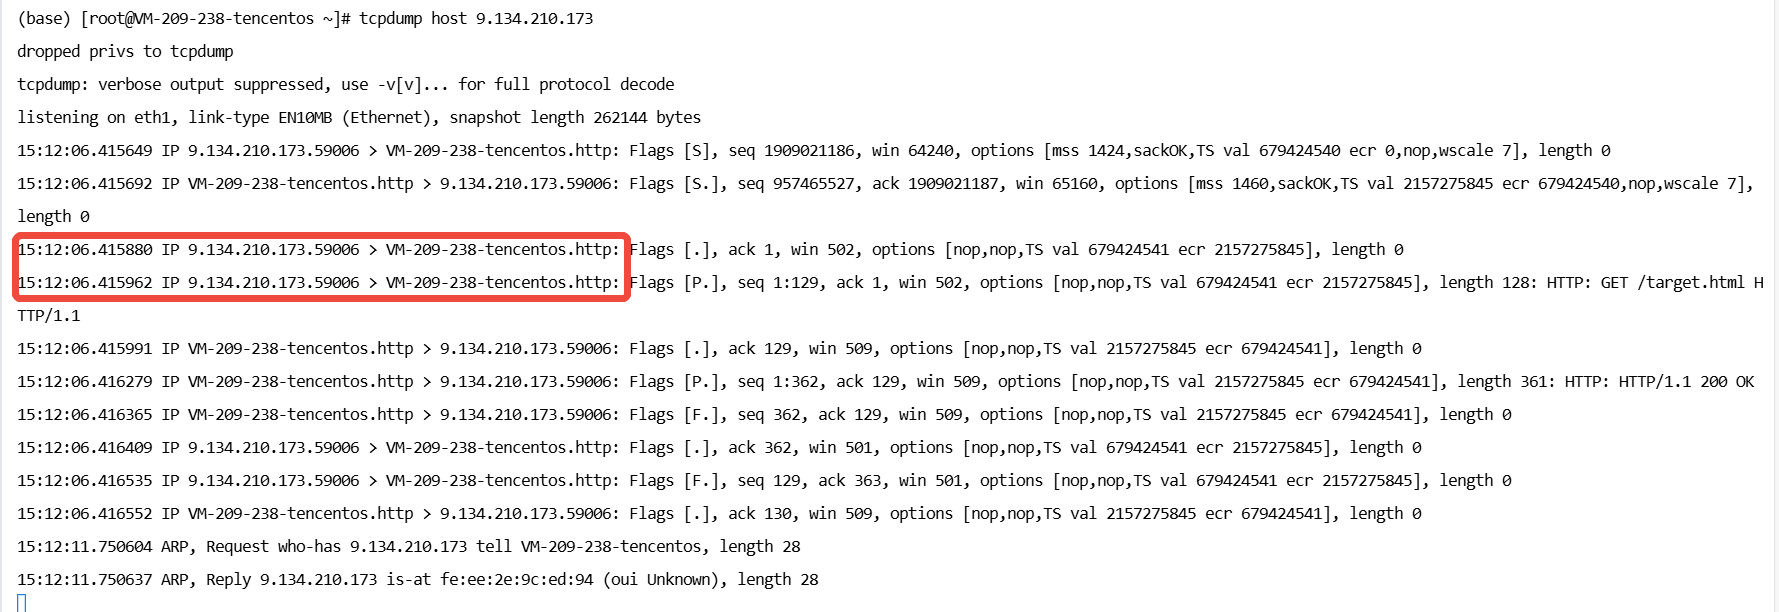 (base) [root@VM-209-238-tencentos ~]# tcpdump host 9.134.210.173
dropped privs to tcpdump
tcpdump: verbose output suppressed, use -v[v]... for full protocol decode
listening on eth1, link-type EN10MB (Ethernet), snapshot length 262144 bytes
15:12:06.415649 IP 9.134.210.173.59006 > VM-209-238-tencentos.http: Flags [S], seq 1909021186, win 64240, options [mss 1424,sackOK,TS val 679424540 ecr 0,nop,wscale 7], length 0
15:12:06.415692 IP VM-209-238-tencentos.http > 9.134.210.173.59006: Flags [S.], seq 957465527, ack 1909021187, win 65160, options [mss 1460,sackOK,TS val 2157275845 ecr 679424540,nop,wscale 7],
length 0
15:12:06.415880 IP 9.134.210.173.59006 > VM-209-238-tencentos.http: Flags [.], ack 1, win 502, options [nop,nop,TS val 679424541 ecr 2157275845], length 0
15:12:06.415962 IP 9.134.210.173.59006 > VM-209-238-tencentos.http: Flags [P.], seq 1:129, ack 1, win 502, options [nop,nop,TS val 679424541 ecr 2157275845], length 128: HTTP: GET /target.html H
TTP/1.1
15:12:06.415991 IP VM-209-238-tencentos.http > 9.134.210.173.59006: Flags [.], ack 129, win 509, options [nop,nop,TS val 2157275845 ecr 679424541], length 0
15:12:06.416279 IP VM-209-238-tencentos.http > 9.134.210.173.59006: Flags [P.], seq 1:362, ack 129, win 509, options [nop,nop,TS val 2157275845 ecr 679424541], length 361: HTTP: HTTP/1.1 200 OK
15:12:06.416365 IP VM-209-238-tencentos.http > 9.134.210.173.59006: Flags [F.], seq 362, ack 129, win 509, options [nop,nop,TS val 2157275845 ecr 679424541], length 0
15:12:06.416409 IP 9.134.210.173.59006 > VM-209-238-tencentos.http: Flags [.], ack 362, win 501, options [nop,nop,TS val 679424541 ecr 2157275845], length 0
15:12:06.416535 IP 9.134.210.173.59006 > VM-209-238-tencentos.http: Flags [F.], seq 129, ack 363, win 501, options [nop,nop,TS val 679424541 ecr 2157275845], length 0
15:12:06.416552 IP VM-209-238-tencentos.http > 9.134.210.173.59006: Flags [.], ack 130, win 509, options [nop,nop,TS val 2157275845 ecr 679424541], length 0
15:12:11.750604 ARP, Request who-has 9.134.210.173 tell VM-209-238-tencentos, length 28
15:12:11.750637 ARP, Reply 9.134.210.173 is-at fe:ee:2e:9c:ed:94 (oui Unknown), length 28